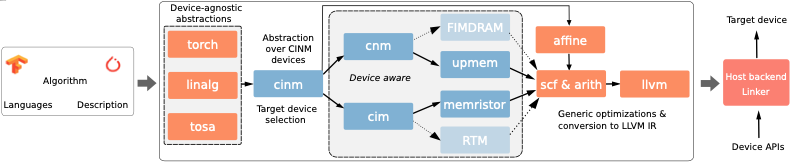 Algorithm
Languages
Description
Device-agnostic
abstractions
torch
linalg
tosa
Abstraction
over CINM
devices
cinm
Target device
selection
cnm
Device aware
cim
FIMDRAM
upmem
memristor
RTM
affine
scf & arith
llvm
Generic optimizations &
conversion to LLVM IR
Target device
Host backend
Linker
Device APIs